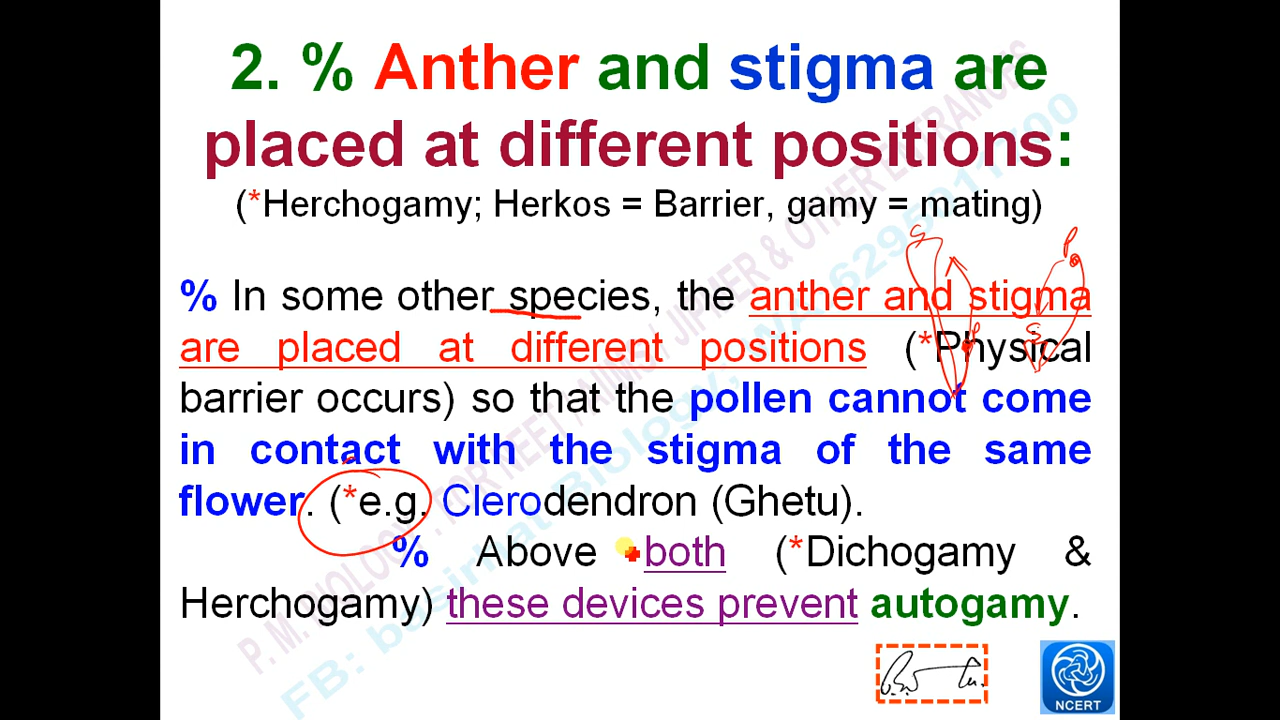 2. % Anther and stigma are
placed at different positions:
(*Herchogamy; Herkos = Barrier, gamy = mating)
% In some other species, the anther and stigma
are placed at different positions (*Physical
barrier occurs) so that the pollen cannot come
in contact with the stigma of the same
flower. (*e.g. Clerodendron (Ghetu).
% Above both (*Dichogamy &
Herchogamy) these devices prevent autogamy.
NCERT